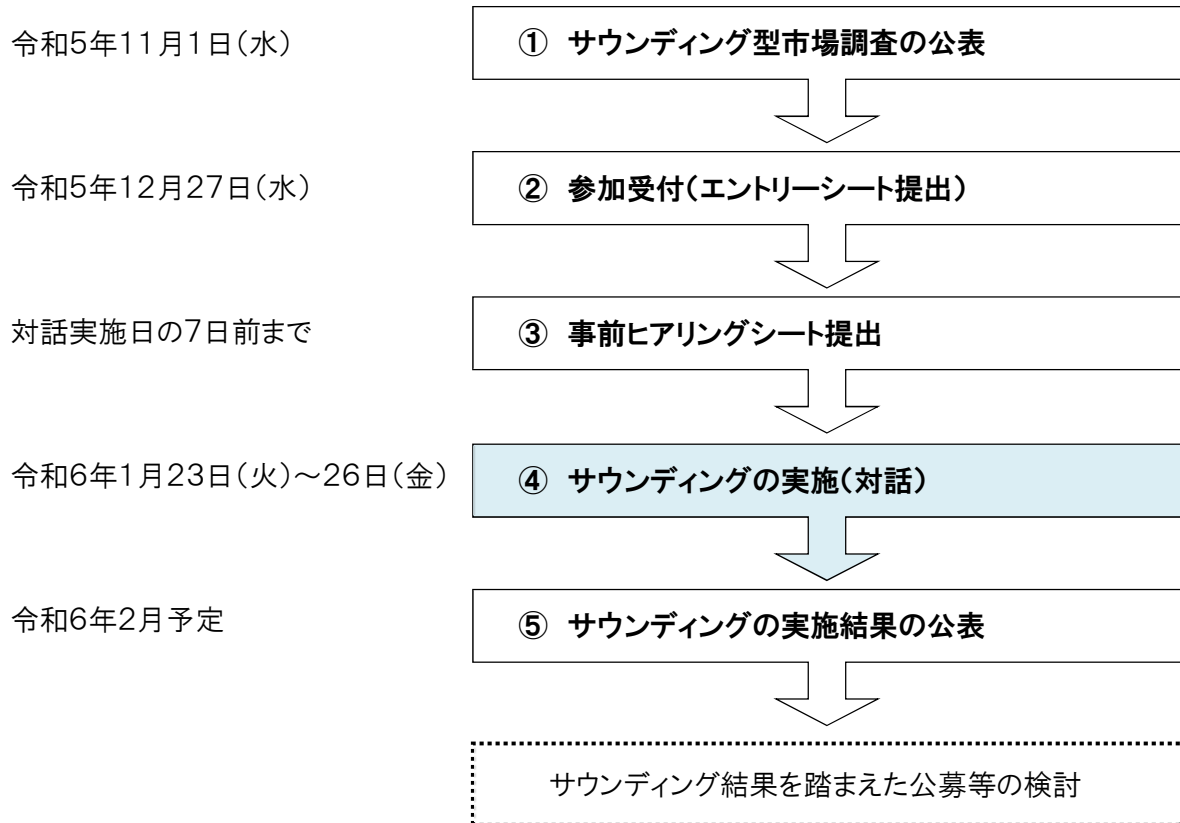 令和5年11月1日(水)
① サウンディング型市場調査の公表
令和5年12月27日(水)
② 参加受付(エントリーシート提出)
対話実施日の7日前まで
③ 事前ヒアリングシート提出
令和6年1月23日(火)~26日(金)
④ サウンディングの実施(対話)
令和6年2月予定
⑤ サウンディングの実施結果の公表
サウンディング結果を踏まえた公募等の検討